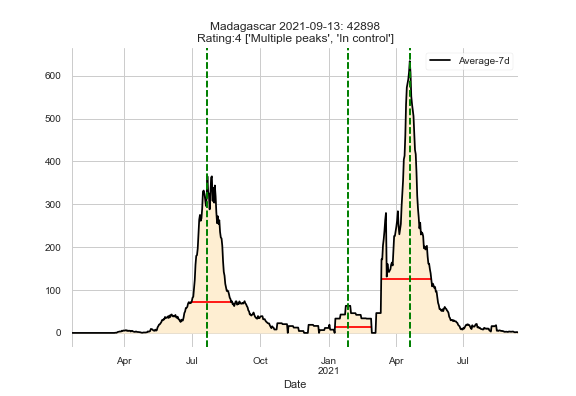 Madagascar 2021-09-13: 42898
Rating:4 ['Multiple peaks', 'In control']
Average-7d
600
500
400
300
200
100
0
Apr Jul Oct Jan Apr Jul
2021
Date